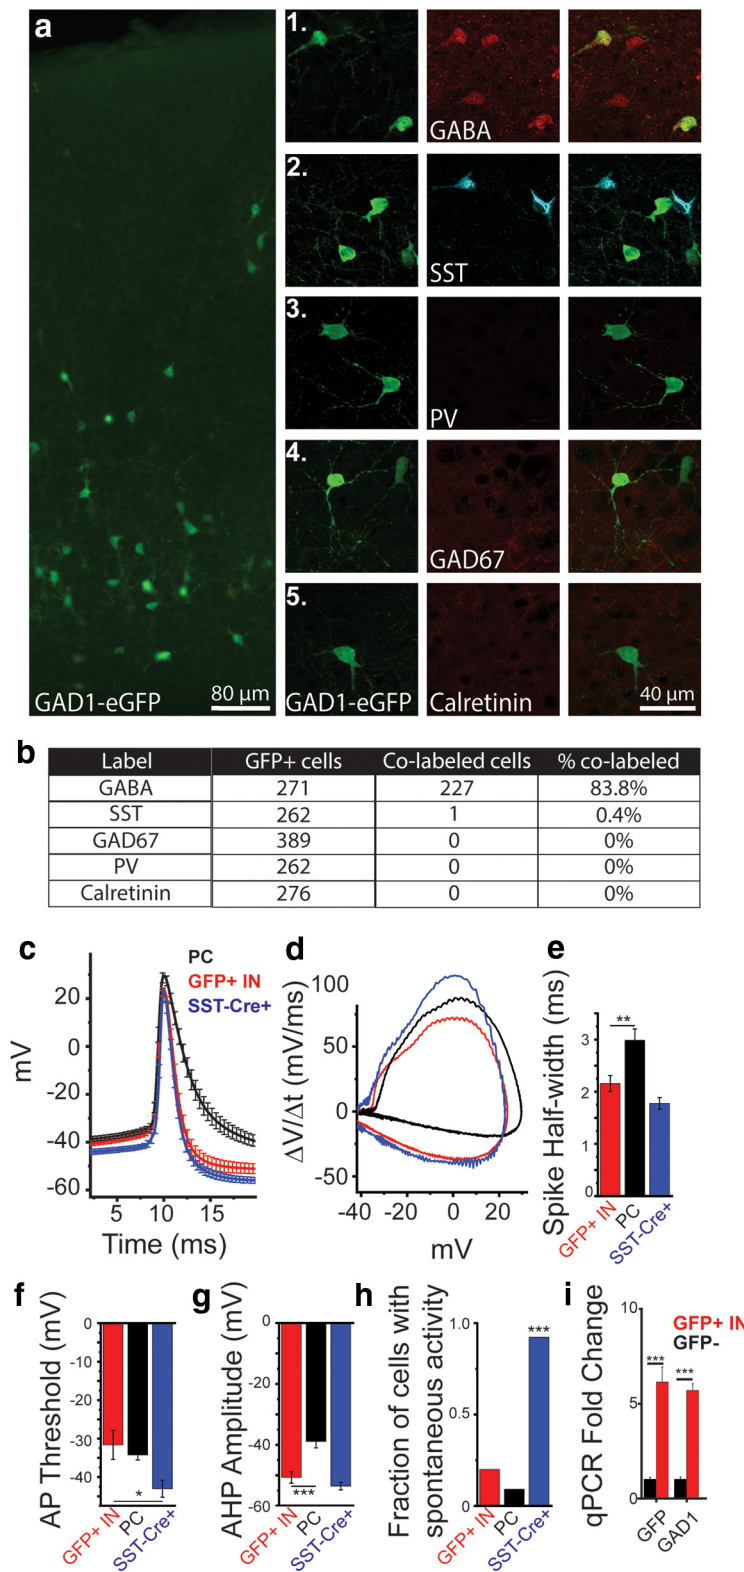 a
1.
GABA
2.
SST
3.
PV
4.
GAD67
5.
GAD1-eGFP
80 µm
GAD1-eGFP
Calretinin
40 µm
b
Label GFP+ cells Co-labeled cells % co-labeled
GABA 271 227 83.8%
SST 262 1 0.4%
GAD67 389 0 0%
PV 262 0 0%
Calretinin 276 0 0%
c
PC
GFP+ IN
SST-Cre+
mV
20
0
-20
-40
-60
5 10 15
Time (ms)
d
ΔV/Δt (mV/ms)
100
50
0
-50
-40 -20 0 20
mV
e
Spike Half-width (ms)
3
2
1
0
**
GFP+ IN
PC
SST-Cre+
f
AP Threshold (mV)
0
-5
-10
-15
-20
-25
-30
-35
-40
*
GFP+ IN
PC
SST-Cre+
g
AHP Amplitude (mV)
0
-20
-40
-60
***
GFP+ IN
PC
SST-Cre+
h
Fraction of cells with
spontaneous activity
1.0
0.5
0
***
GFP+ IN
PC
SST-Cre+
i
qPCR Fold Change
10
5
0
GFP+ IN
GFP-
***
***
GFP
GAD1